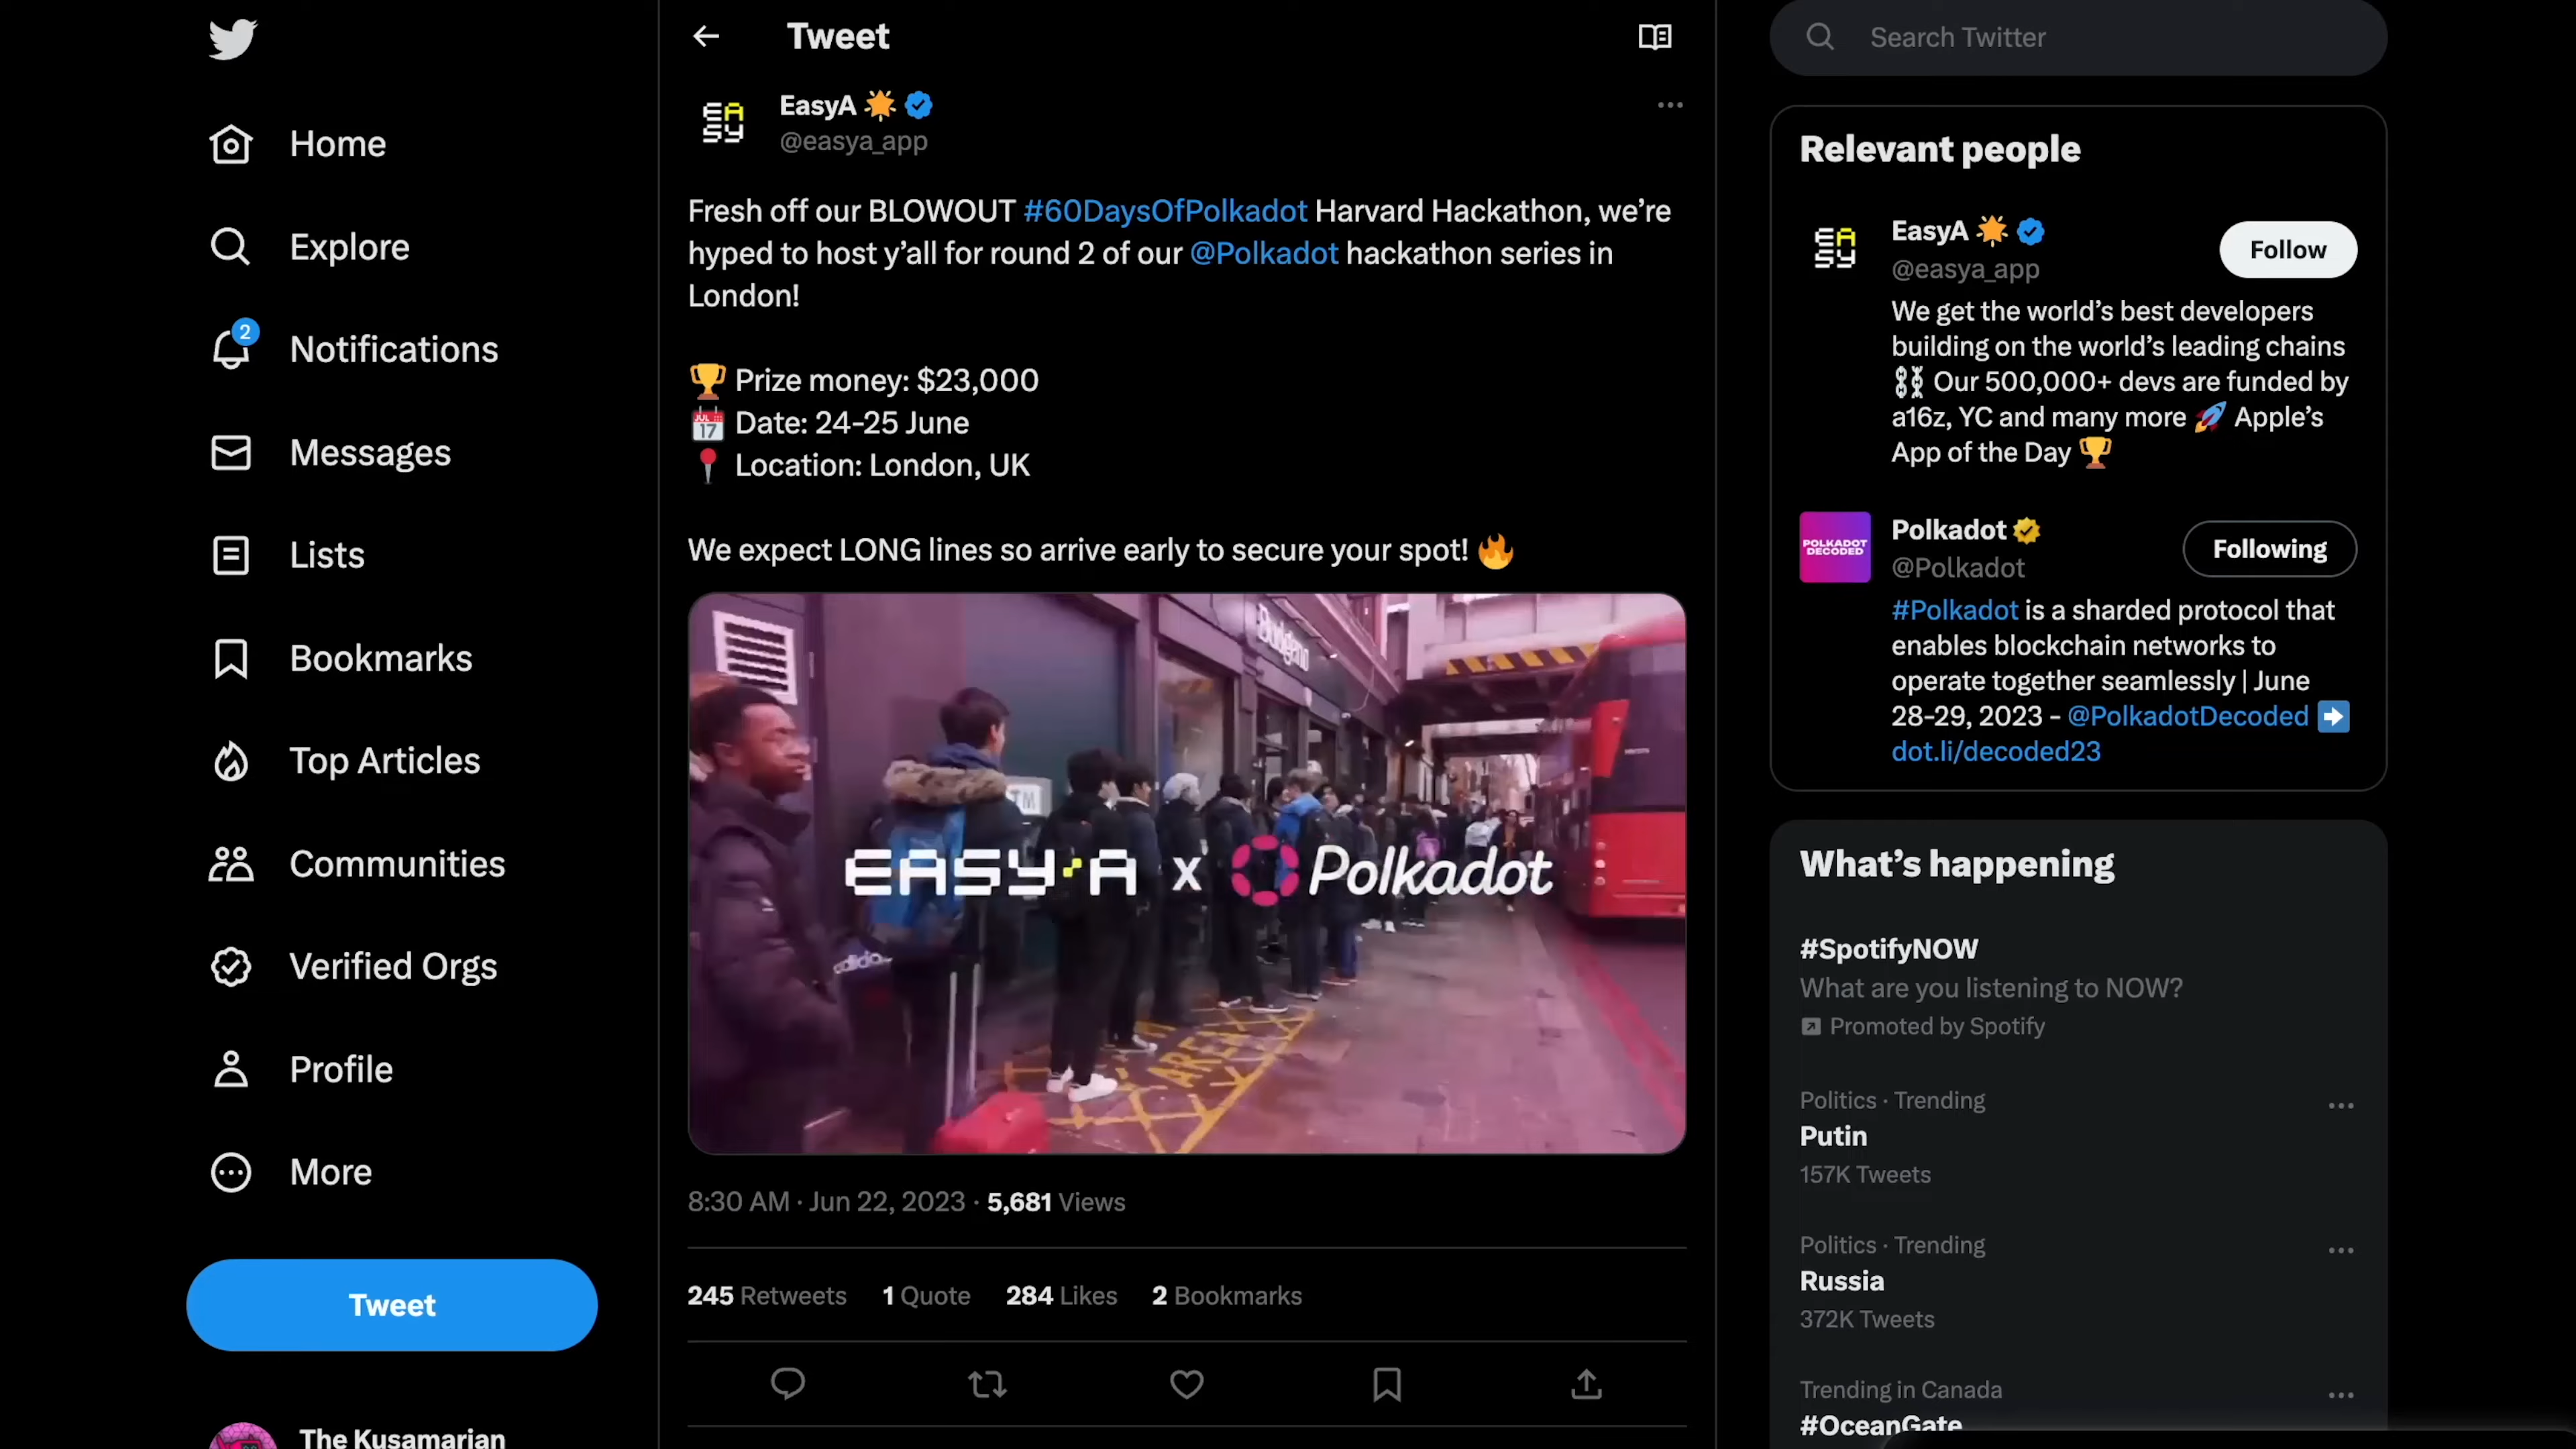 Home
Explore
2
Notifications
Messages
Lists
Bookmarks
Top Articles
Communities
Verified Orgs
Profile
More
Tweet
The Kusamarian
Tweet
EASY
EasyA
@easya_app
Fresh off our BLOWOUT #60DaysOfPolkadot Harvard Hackathon, we’re
hyped to host y’all for round 2 of our @Polkadot hackathon series in
London!
🏆 Prize money: $23,000
📅 Date: 24-25 June
📍 Location: London, UK
We expect LONG lines so arrive early to secure your spot! 🔥
Budgens
adidas
AREA
EASY A x Polkadot
8:30 AM · Jun 22, 2023 · 5,681 Views
245 Retweets 1 Quote 284 Likes 2 Bookmarks
Search Twitter
Relevant people
EASY
EasyA
Follow
@easya_app
We get the world’s best developers
building on the world’s leading chains
⛓ Our 500,000+ devs are funded by
a16z, YC and many more 🚀 Apple’s
App of the Day 🏆
POLKADOT
DECODED
Polkadot
Following
@Polkadot
#Polkadot is a sharded protocol that
enables blockchain networks to
operate together seamlessly | June
28-29, 2023 - @PolkadotDecoded ➡️
dot.li/decoded23
What’s happening
#SpotifyNOW
What are you listening to NOW?
Promoted by Spotify
Politics · Trending
Putin
157K Tweets
Politics · Trending
Russia
372K Tweets
Trending in Canada
#OceanGate